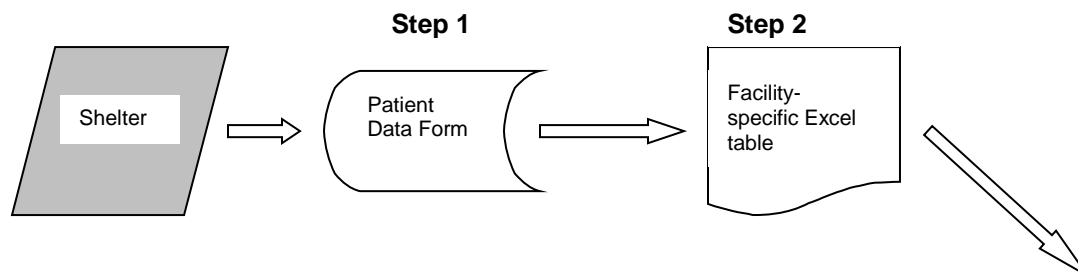 Step 1
Step 2
Shelter
Patient
Data Form
Facility-
specific Excel
table